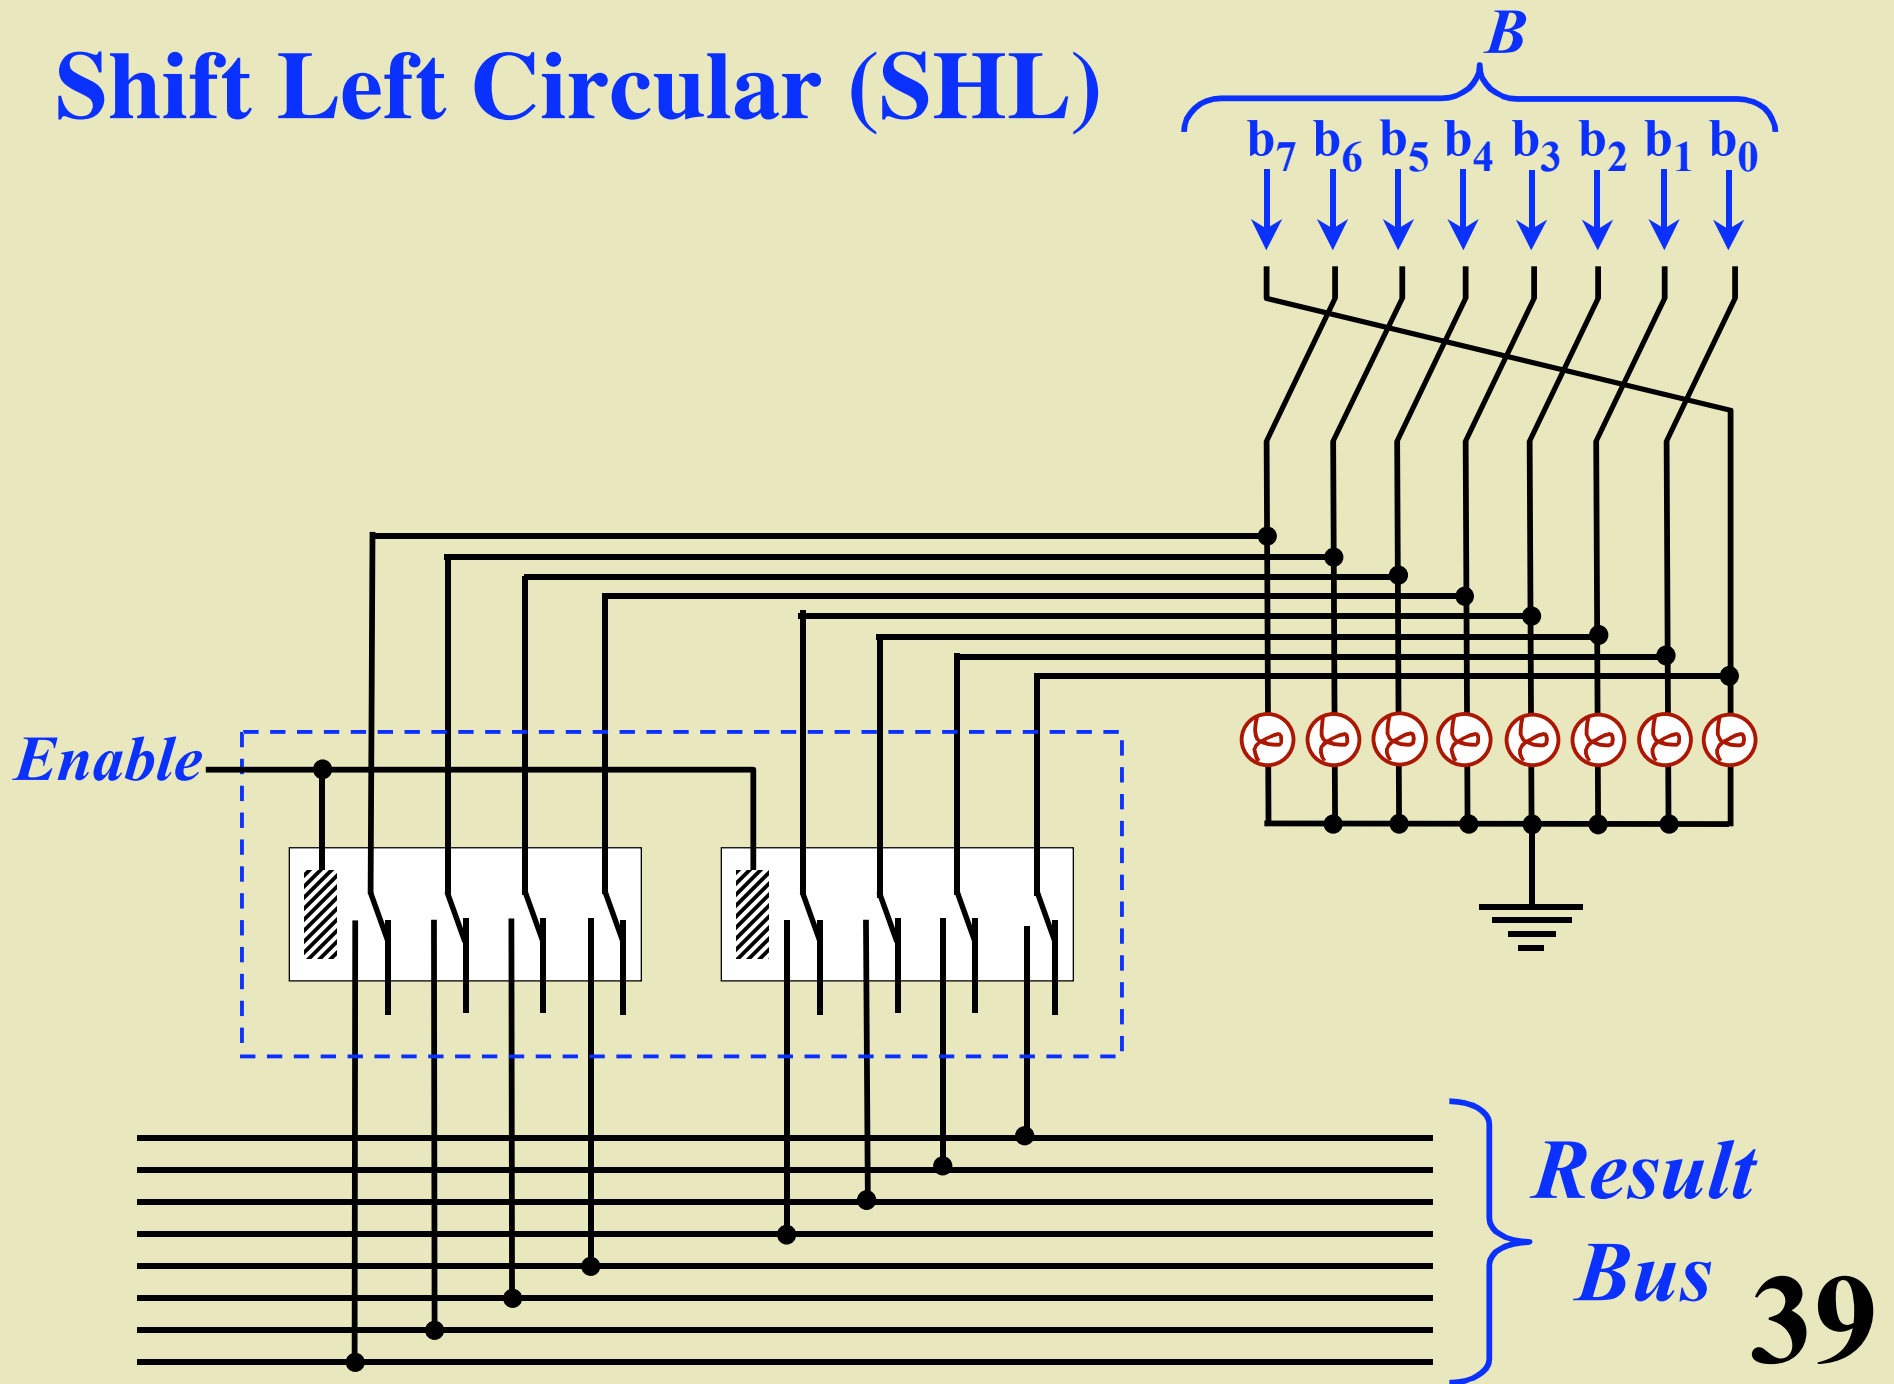 Shift Left Circular (SHL)
B
b7 b6 b5 b4 b3 b2 b1 b0
Enable
Result
Bus
39